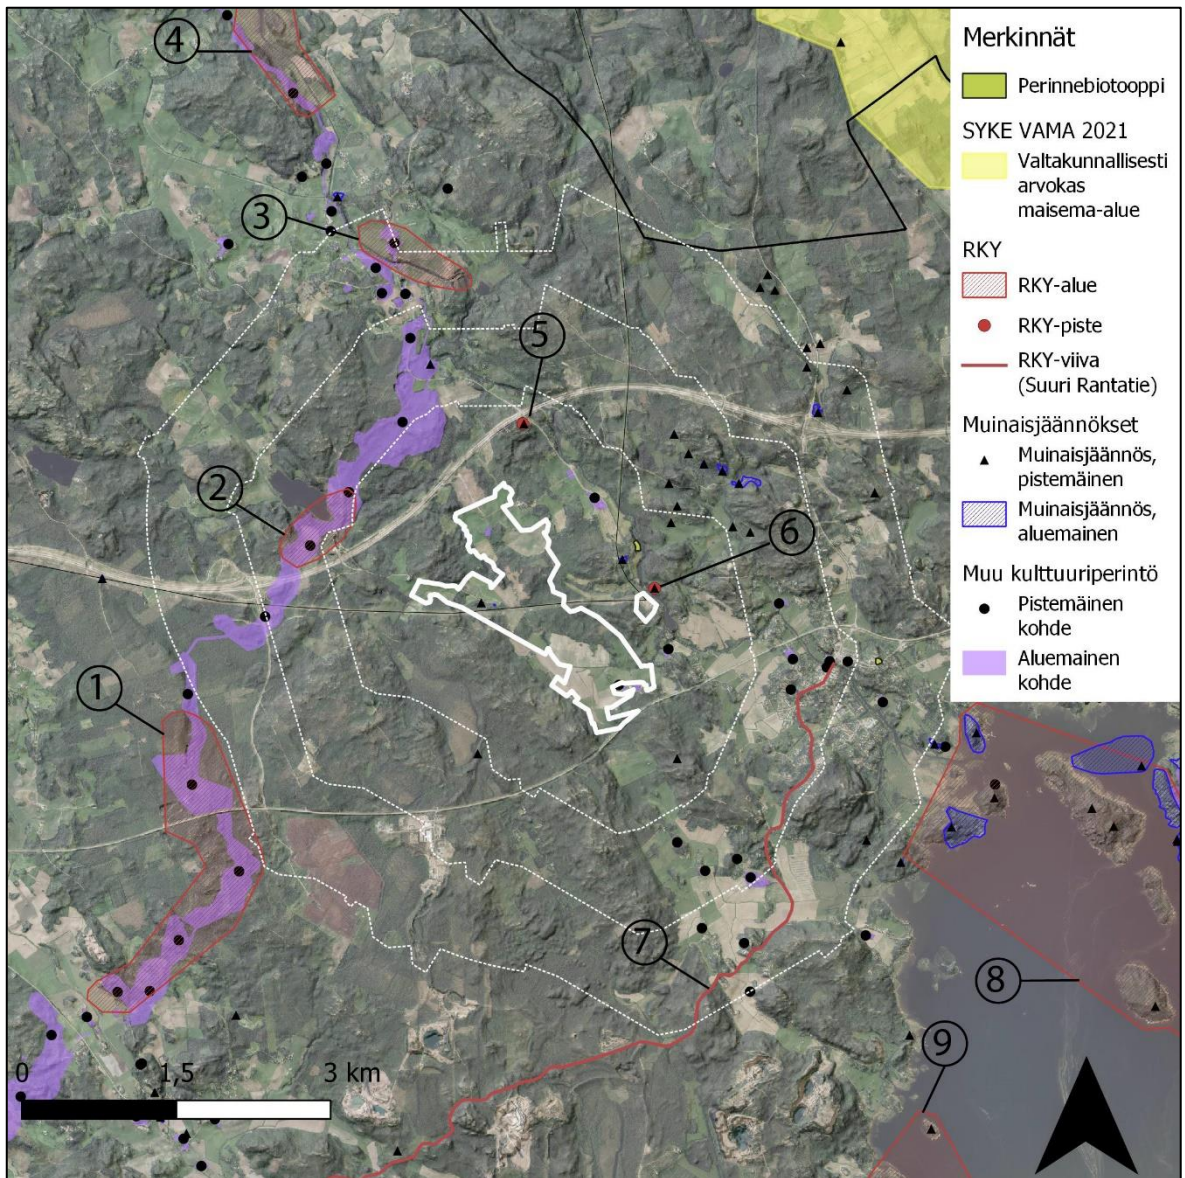 Merkinnät
Perinnebiotooppi
SYKE VAMA 2021
Valtakunnallisesti
arvokas
maisema-alue
RKY
RKY-alue
RKY-piste
RKY-viiva
(Suuri Rantatie)
Muinaisjäännökset
Muinaisjäännös,
pistemäinen
Muinaisjäännös,
aluemainen
Muu kulttuuriperintö
Pistemäinen
kohde
Aluemainen
kohde
4
3
5
2
6
1
7
8
9
0 1,5 3 km